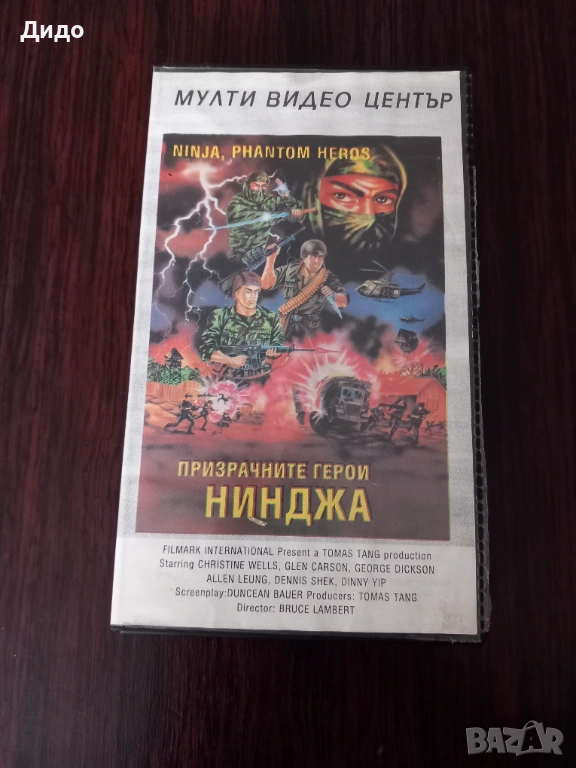 Дидо
МУЛТИ ВИДЕО ЦЕНТЪР
NINJA, PHANTOM HEROS
ПРИЗРАЧНИТЕ ГЕРОИ
НИНДЖА
FILMARK INTERNATIONAL Present a TOMAS TANG production
Starring CHRISTINE WELLS, GLEN CARSON, GEORGE DICKSON
ALLEN LEUNG, DENNIS SHEK, DINNY YIP
Screenplay:DUNCEAN BAUER Producers: TOMAS TANG
Director: BRUCE LAMBERT
BAZAR